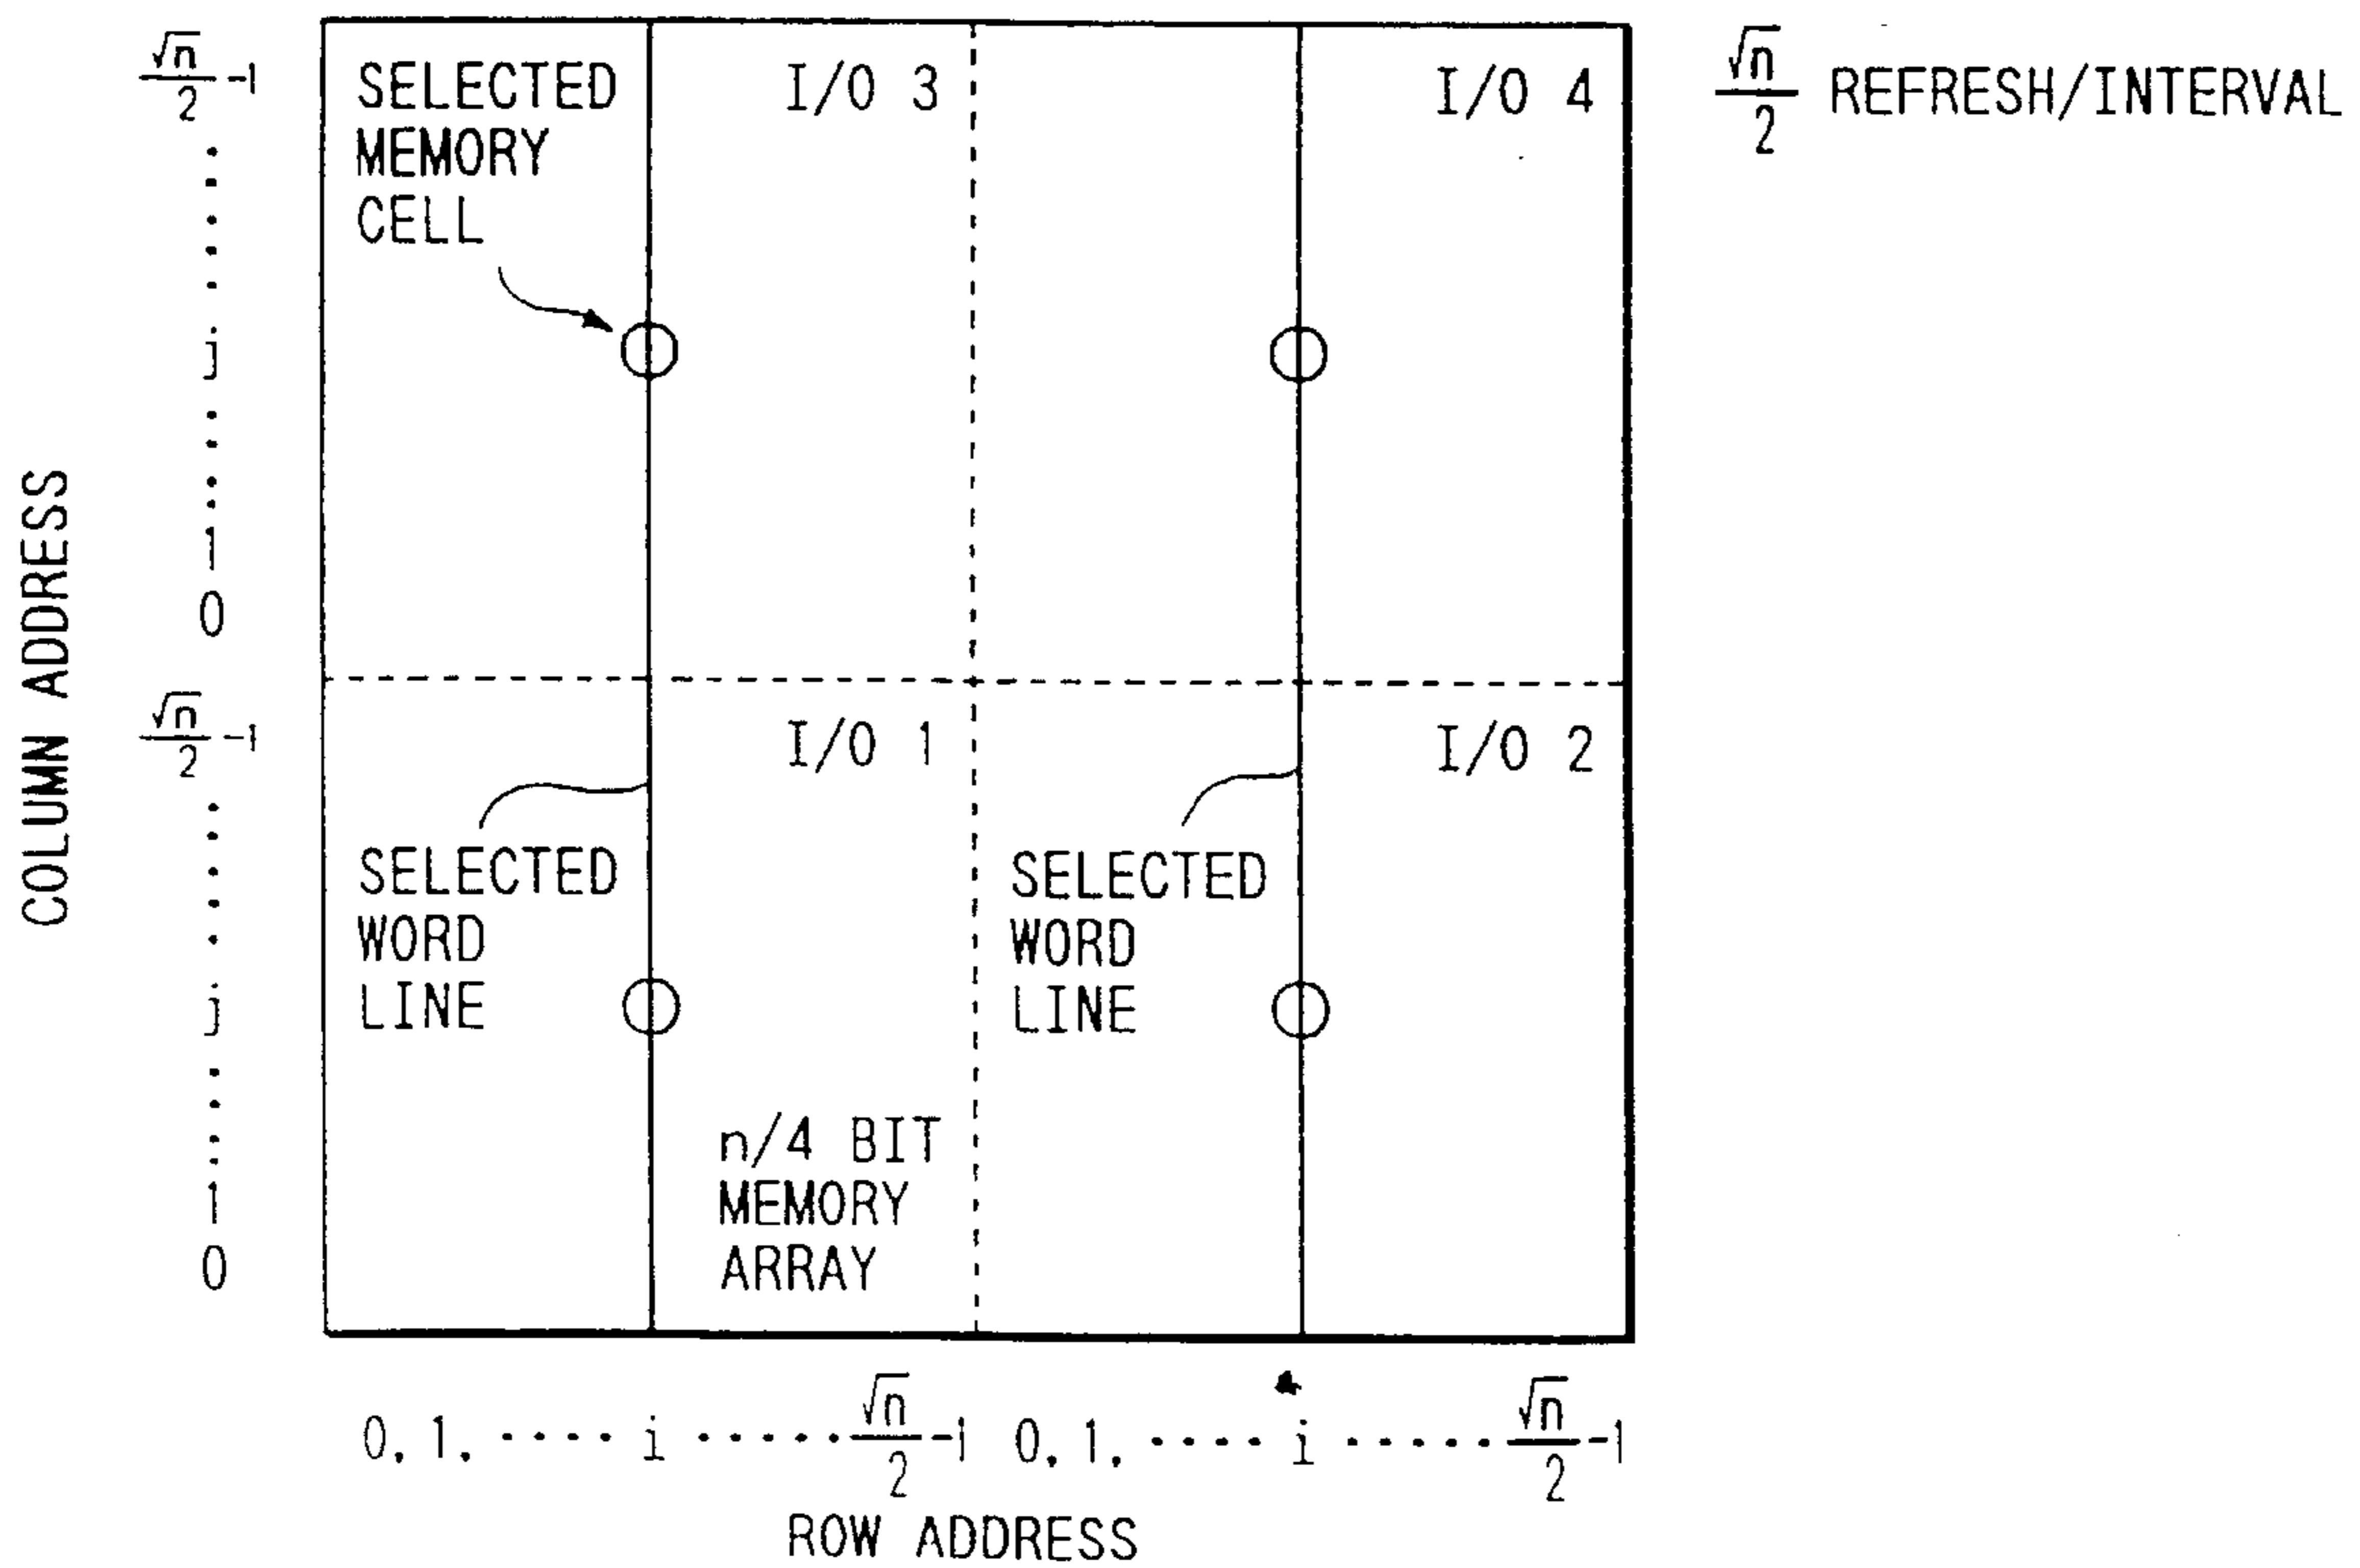 √n/2 -1
SELECTED
MEMORY
CELL
I/O 3
I/O 4
√n/2 REFRESH/INTERVAL
j
1
0
COLUMN ADDRESS
√n/2 -1
I/O 1
I/O 2
SELECTED
WORD
LINE
SELECTED
WORD
LINE
j
1
0
n/4 BIT
MEMORY
ARRAY
0. 1. ···· i ····· √n/2 -1 0. 1. ···· i ····· √n/2 -1
ROW ADDRESS